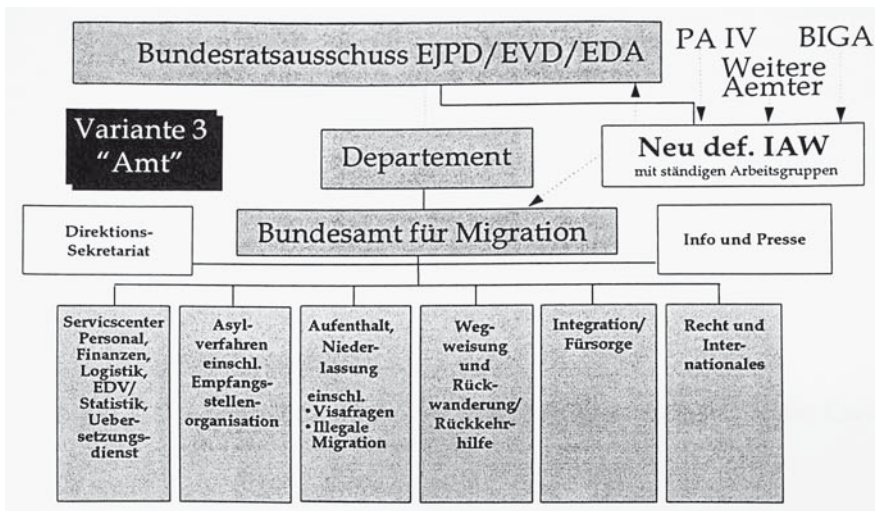 Bundesratsausschuss EJPD/EVD/EDA
PA IV
BIGA
Weitere
Aemter
Variante 3
"Amt"
Departement
Neu def. IAW
mit ständigen Arbeitsgruppen
Direktions-
Sekretariat
Bundesamt für Migration
Info und Presse
Servicscenter
Personal,
Finanzen,
Logistik,
EDV/
Statistik,
Ueber-
setzungs-
dienst
Asyl-
verfahren
einschl.
Empfangs-
stellen-
organisation
Aufenthalt,
Nieder-
lassung
einschl.
• Visafragen
• Illegale
Migration
Weg-
weisung
und
Rück-
wanderung/
Rückkehr-
hilfe
Integration/
Fürsorge
Recht und
Inter-
nationales